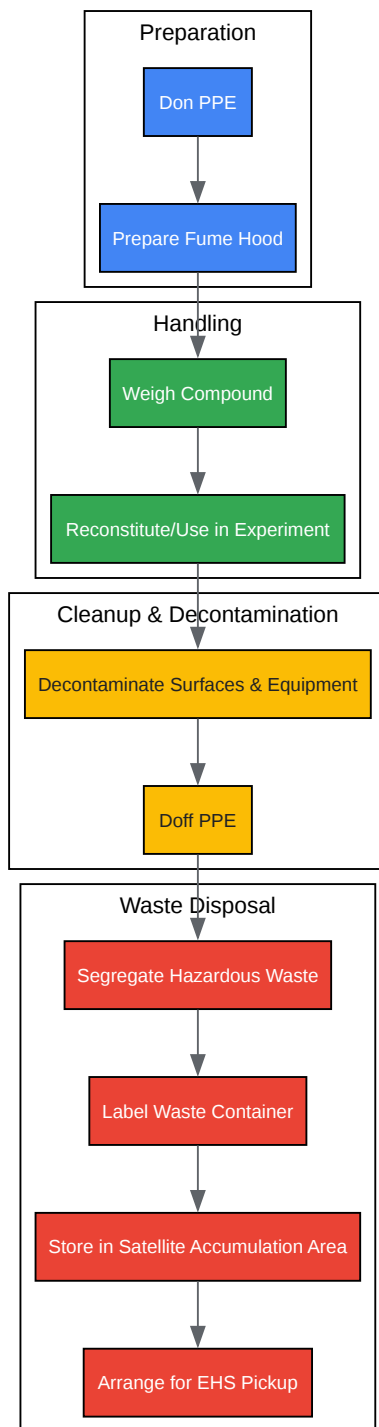 Preparation
Don PPE
Prepare Fume Hood
Handling
Weigh Compound
Reconstitute/Use in Experiment
Cleanup & Decontamination
Decontaminate Surfaces & Equipment
Doff PPE
Waste Disposal
Segregate Hazardous Waste
Label Waste Container
Store in Satellite Accumulation Area
Arrange for EHS Pickup